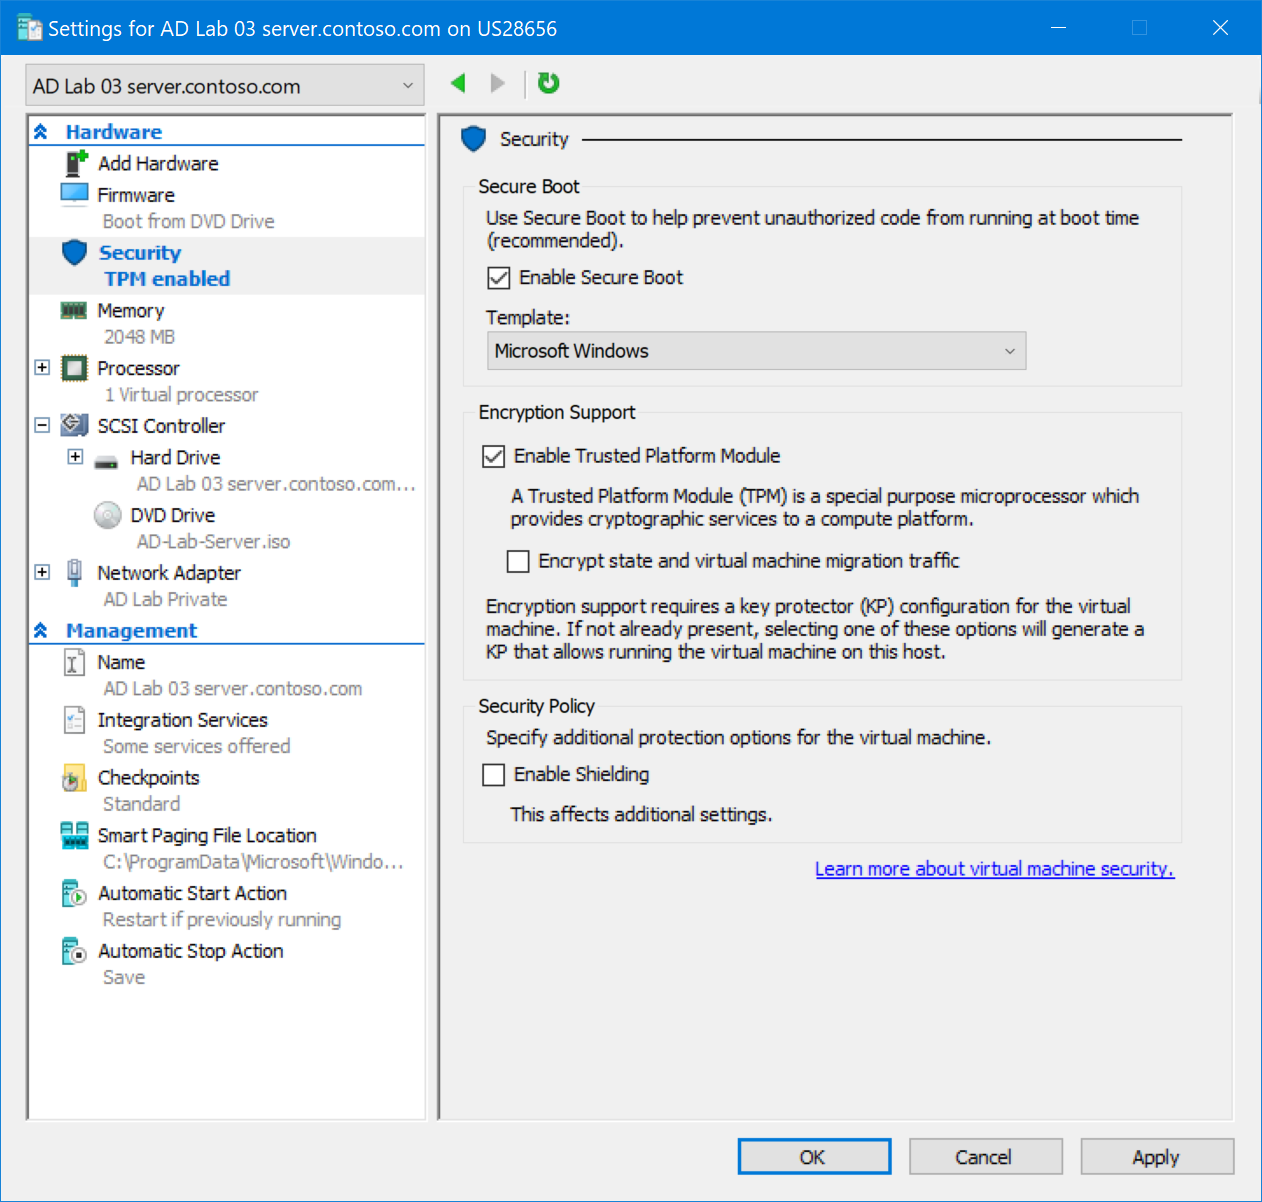 Settings for AD Lab 03 server.contoso.com on US28656
AD Lab 03 server.contoso.com
Hardware
Add Hardware
Firmware
Boot from DVD Drive
Security
TPM enabled
Memory
2048 MB
Processor
1 Virtual processor
SCSI Controller
Hard Drive
AD Lab 03 server.contoso.com...
DVD Drive
AD-Lab-Server.iso
Network Adapter
AD Lab Private
Management
Name
AD Lab 03 server.contoso.com
Integration Services
Some services offered
Checkpoints
Standard
Smart Paging File Location
C:\ProgramData\Microsoft\Windo...
Automatic Start Action
Restart if previously running
Automatic Stop Action
Save
Security
Secure Boot
Use Secure Boot to help prevent unauthorized code from running at boot time
(recommended).
Enable Secure Boot
Template:
Microsoft Windows
Encryption Support
Enable Trusted Platform Module
A Trusted Platform Module (TPM) is a special purpose microprocessor which
provides cryptographic services to a compute platform.
Encrypt state and virtual machine migration traffic
Encryption support requires a key protector (KP) configuration for the virtual
machine. If not already present, selecting one of these options will generate a
KP that allows running the virtual machine on this host.
Security Policy
Specify additional protection options for the virtual machine.
Enable Shielding
This affects additional settings.
Learn more about virtual machine security.
OK
Cancel
Apply